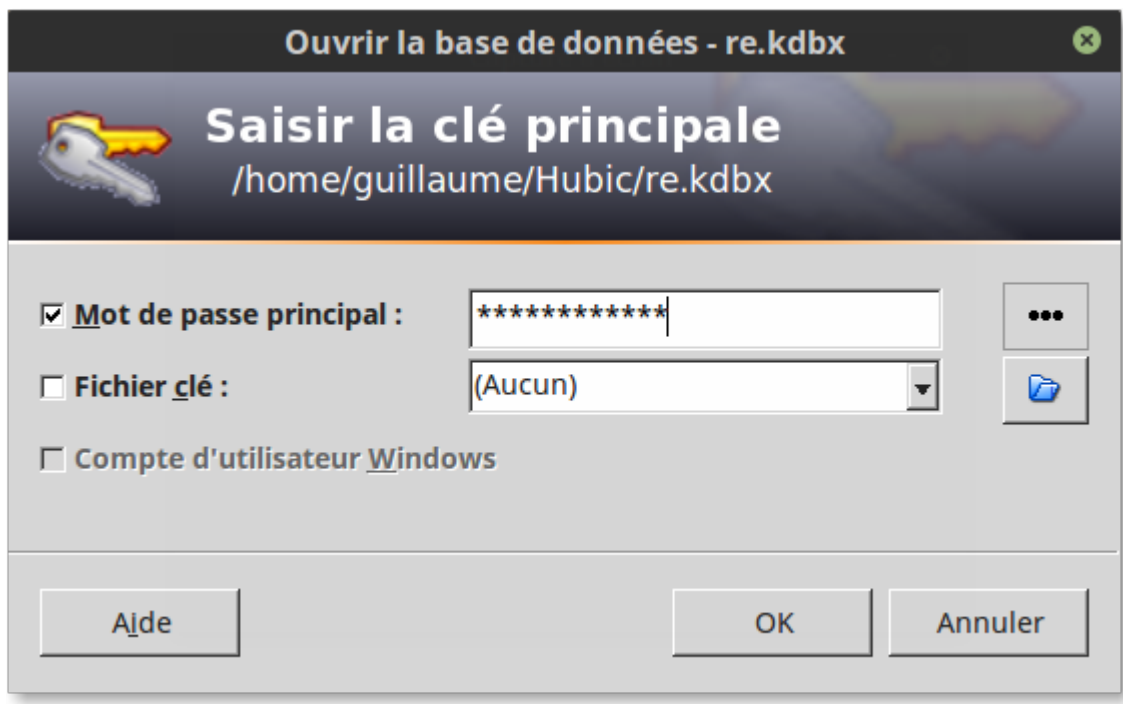 Ouvrir la base de données - re.kdbx
Saisir la clé principale
/home/guillaume/Hubic/re.kdbx
Mot de passe principal : ************
Fichier clé : (Aucun)
Compte d'utilisateur Windows
Aide OK Annuler